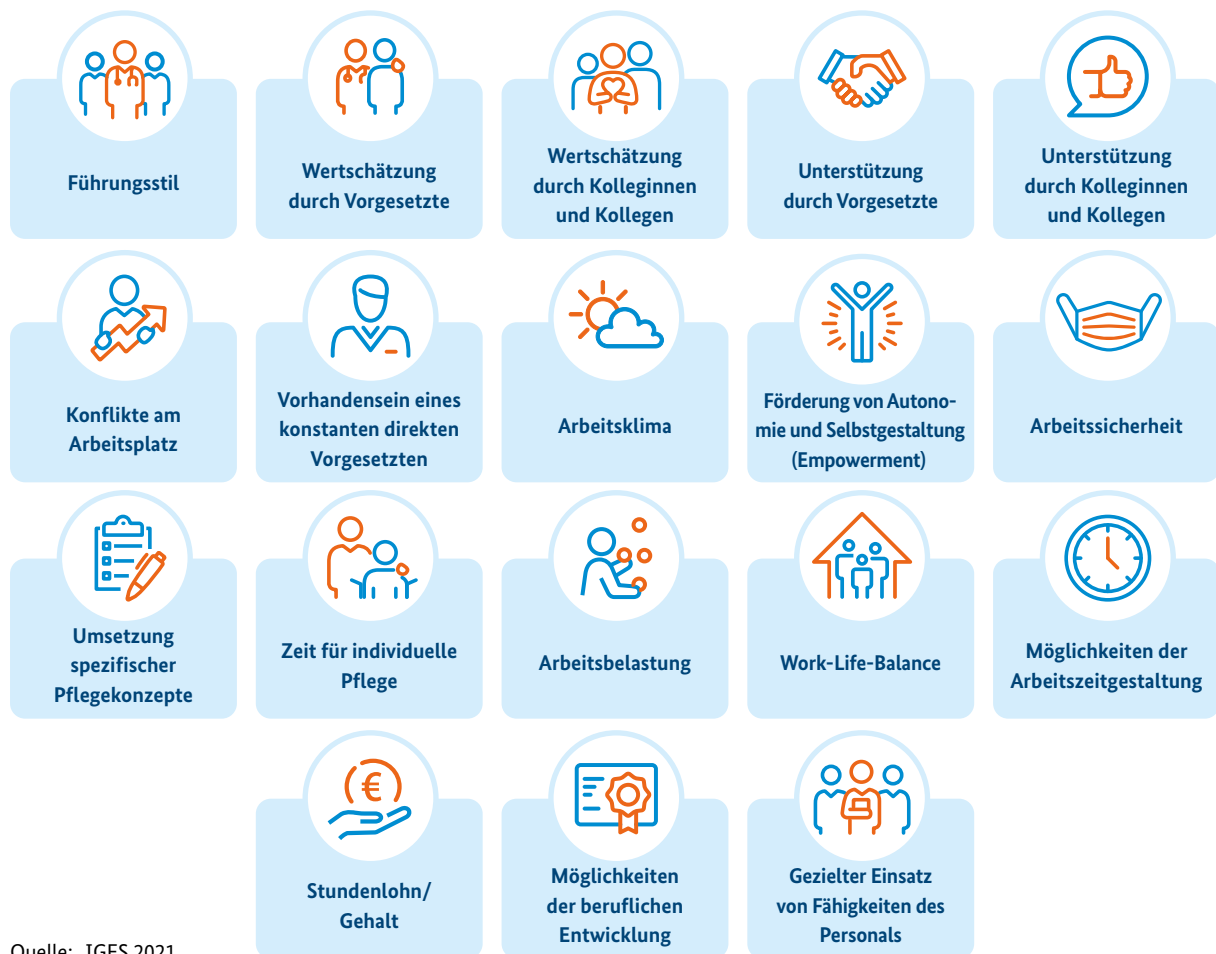 Führungsstil
Wertschätzung
durch Vorgesetzte
Wertschätzung
durch Kolleginnen
und Kollegen
Unterstützung
durch Vorgesetzte
Unterstützung
durch Kolleginnen
und Kollegen
Konflikte am
Arbeitsplatz
Vorhandensein eines
konstanten direkten
Vorgesetzten
Arbeitsklima
Förderung von Autono-
mie und Selbstgestaltung
(Empowerment)
Arbeitssicherheit
Umsetzung
spezifischer
Pflegekonzepte
Zeit für individuelle
Pflege
Arbeitsbelastung
Work-Life-Balance
Möglichkeiten der
Arbeitszeitgestaltung
€
Stundenlohn/
Gehalt
Möglichkeiten
der beruflichen
Entwicklung
Gezielter Einsatz
von Fähigkeiten des
Personals
Quelle: IGES 2021